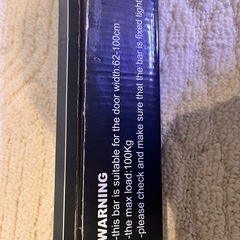 WARNING
-this bar is suitable for the door width:62-100cm
-the max load:100Kg
-please check and make sure that the bar is fixed tight